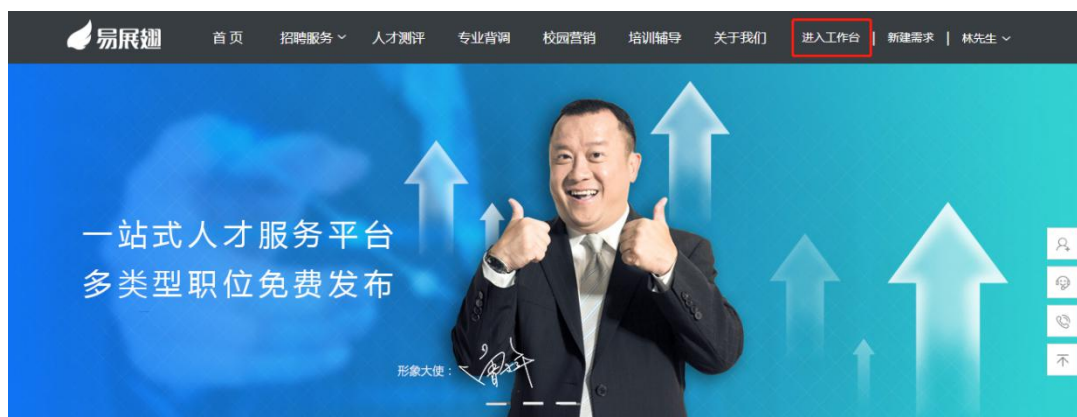 易展翅 首页 招聘服务 人才测评 专业背调 校园营销 培训辅导 关于我们 进入工作台 | 新建需求 | 林先生
一站式人才服务平台
多类型职位免费发布
形象大使：